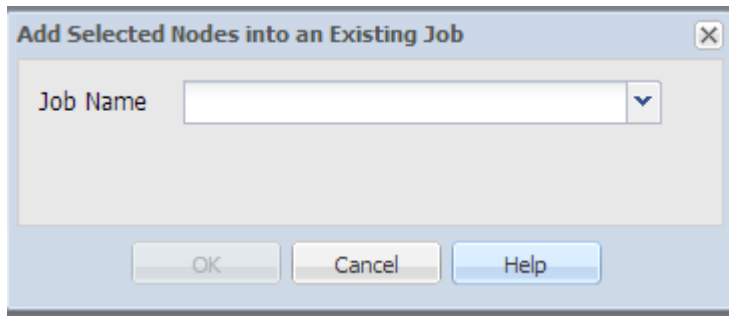 Add Selected Nodes into an Existing Job
Job Name
OK Cancel Help